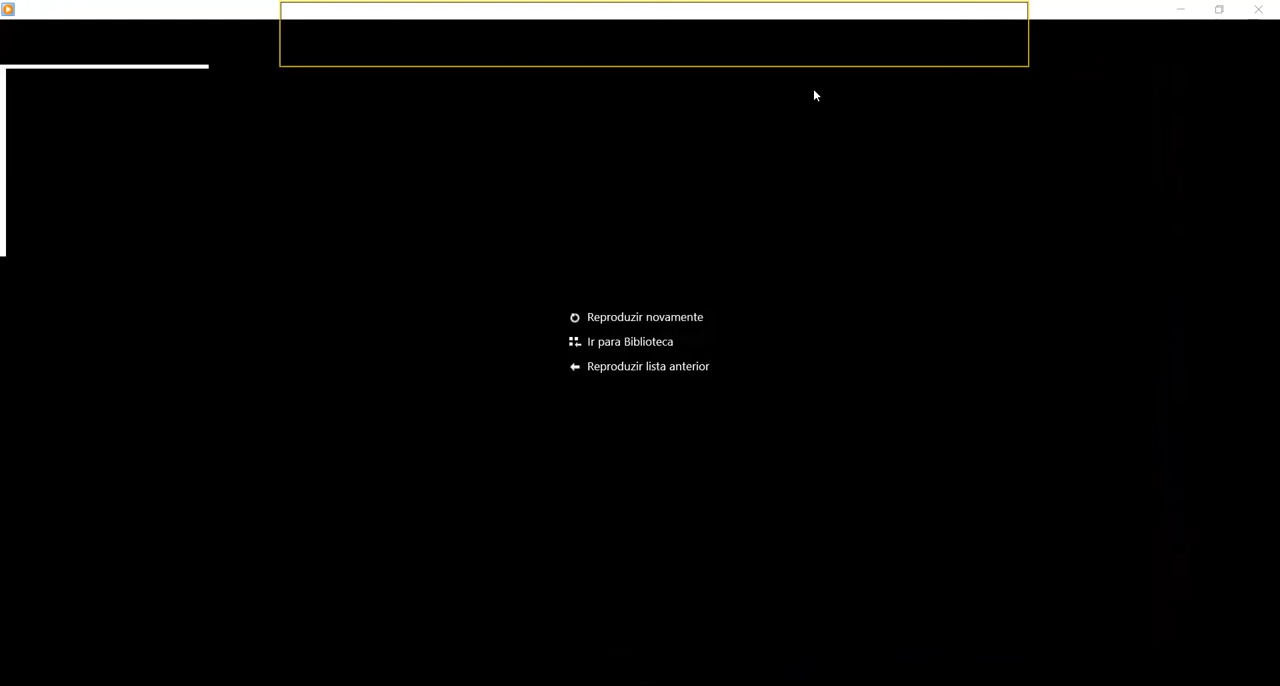 Reproduzir novamente
Ir para Biblioteca
Reproduzir lista anterior